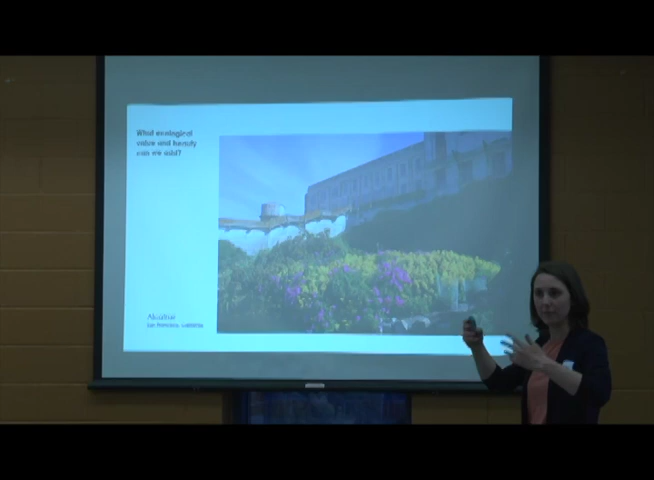 What ecological
value and beauty
can we add?
Alcatraz
San Francisco, California